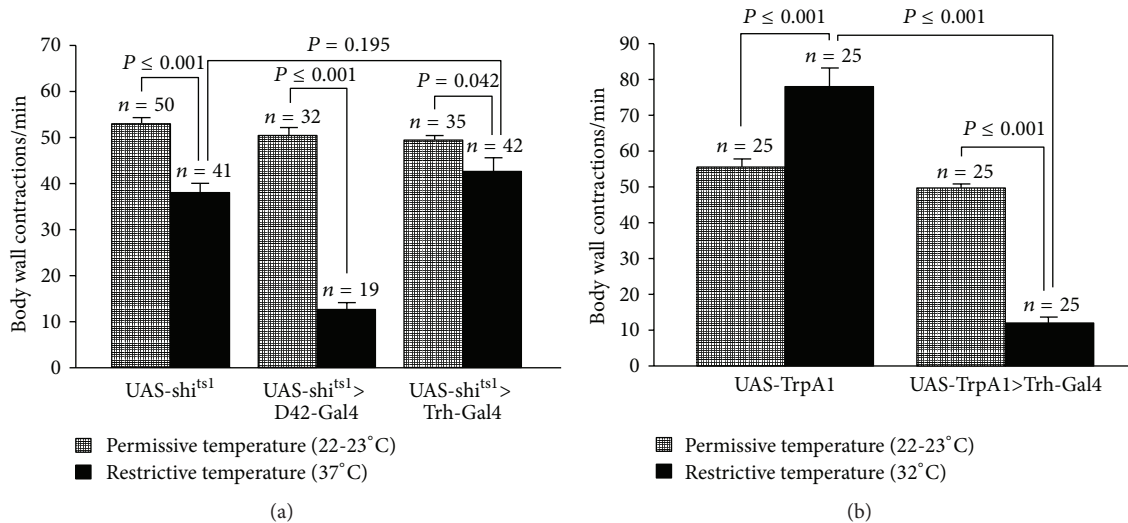 (a)
Body wall contractions/min
70
60
50
40
30
20
10
0
P ≤ 0.001
n = 50
n = 41
P ≤ 0.001
n = 32
n = 19
P = 0.195
P = 0.042
n = 35
n = 42
UAS-shi^ts1
UAS-shi^ts1>
D42-Gal4
UAS-shi^ts1>
Trh-Gal4
Permissive temperature (22-23°C)
Restrictive temperature (37°C)
(b)
Body wall contractions/min
90
80
70
60
50
40
30
20
10
0
P ≤ 0.001
P ≤ 0.001
n = 25
n = 25
P ≤ 0.001
n = 25
n = 25
UAS-TrpA1
UAS-TrpA1>Trh-Gal4
Permissive temperature (22-23°C)
Restrictive temperature (32°C)